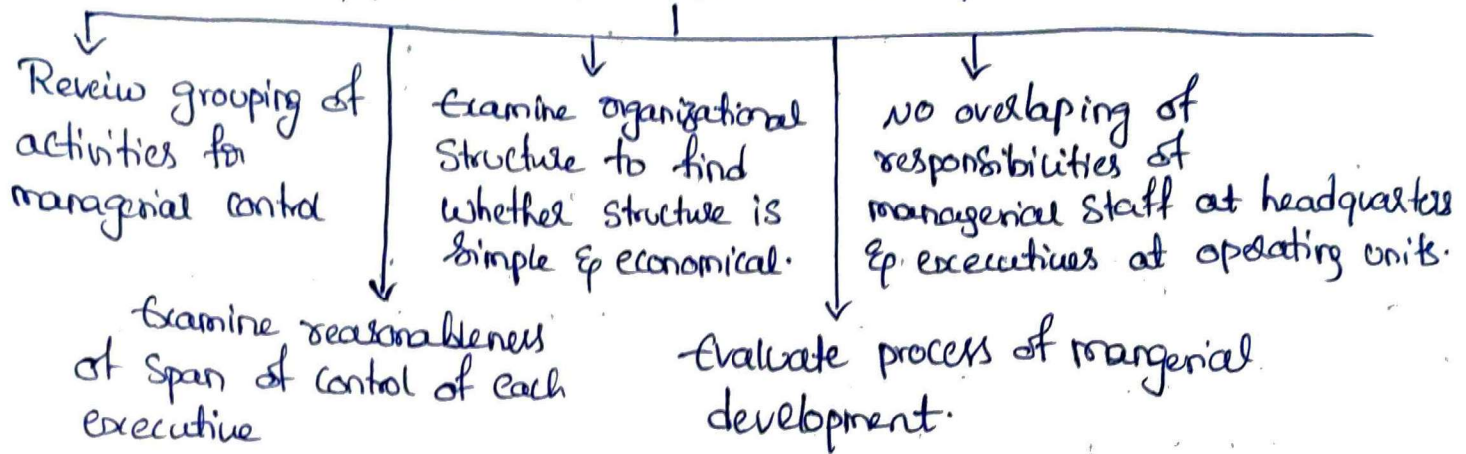 Reveiw grouping of
activities for
managerial control
Examine organizational
Structure to find
whether structure is
simple & economical.
No overlaping of
responsibilities of
managerial staff at headquarters
& executives at operating units.
Examine reasonableness
of span of control of each
executive
Evaluate process of mangerial
development.